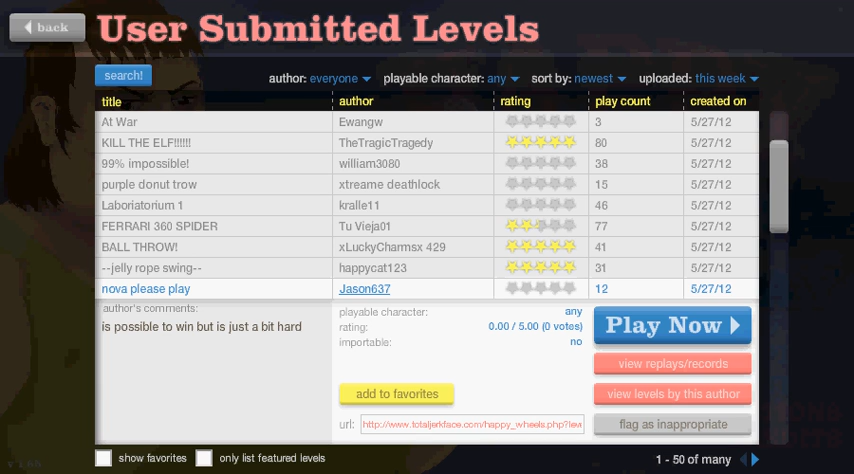 back
User Submitted Levels
search!
author: everyone playable character: any sort by: newest uploaded: this week
title author rating play count created on
At War Ewangw 3 5/27/12
KILL THE ELF!!!!!! TheTragicTragedy 80 5/27/12
99% impossible! william3080 38 5/27/12
purple donut trow xtreame deathlock 15 5/27/12
Laboriatorium 1 kralle11 46 5/27/12
FERRARI 360 SPIDER Tu Vieja01 77 5/27/12
BALL THROW! xLuckyCharmsx 429 41 5/27/12
--jelly rope swing-- happycat123 31 5/27/12
nova please play Jason637 12 5/27/12
author's comments:
is possible to win but is just a bit hard
playable character: any
rating: 0.00 / 5.00 (0 votes)
importable: no
Play Now
view replays/records
add to favorites
view levels by this author
url: http://www.totaljerkface.com/happy_wheels.php?lev
flag as inappropriate
show favorites only list featured levels
1 - 50 of many